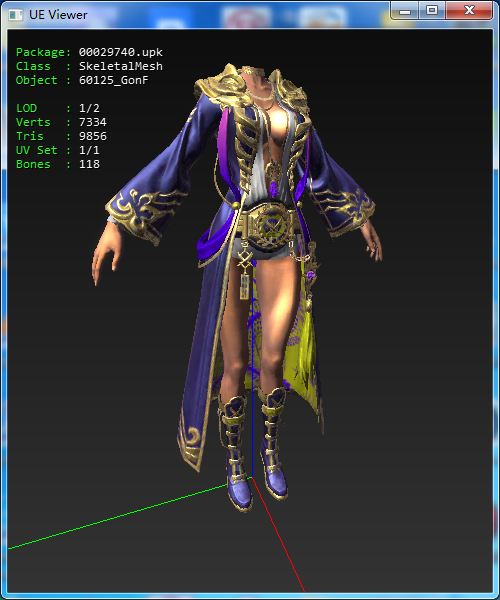 UE Viewer
Package: 00029740.upk
Class : SkeletalMesh
Object : 60125_GonF
LOD : 1/2
Verts : 7334
Tris : 9856
UV Set : 1/1
Bones : 118